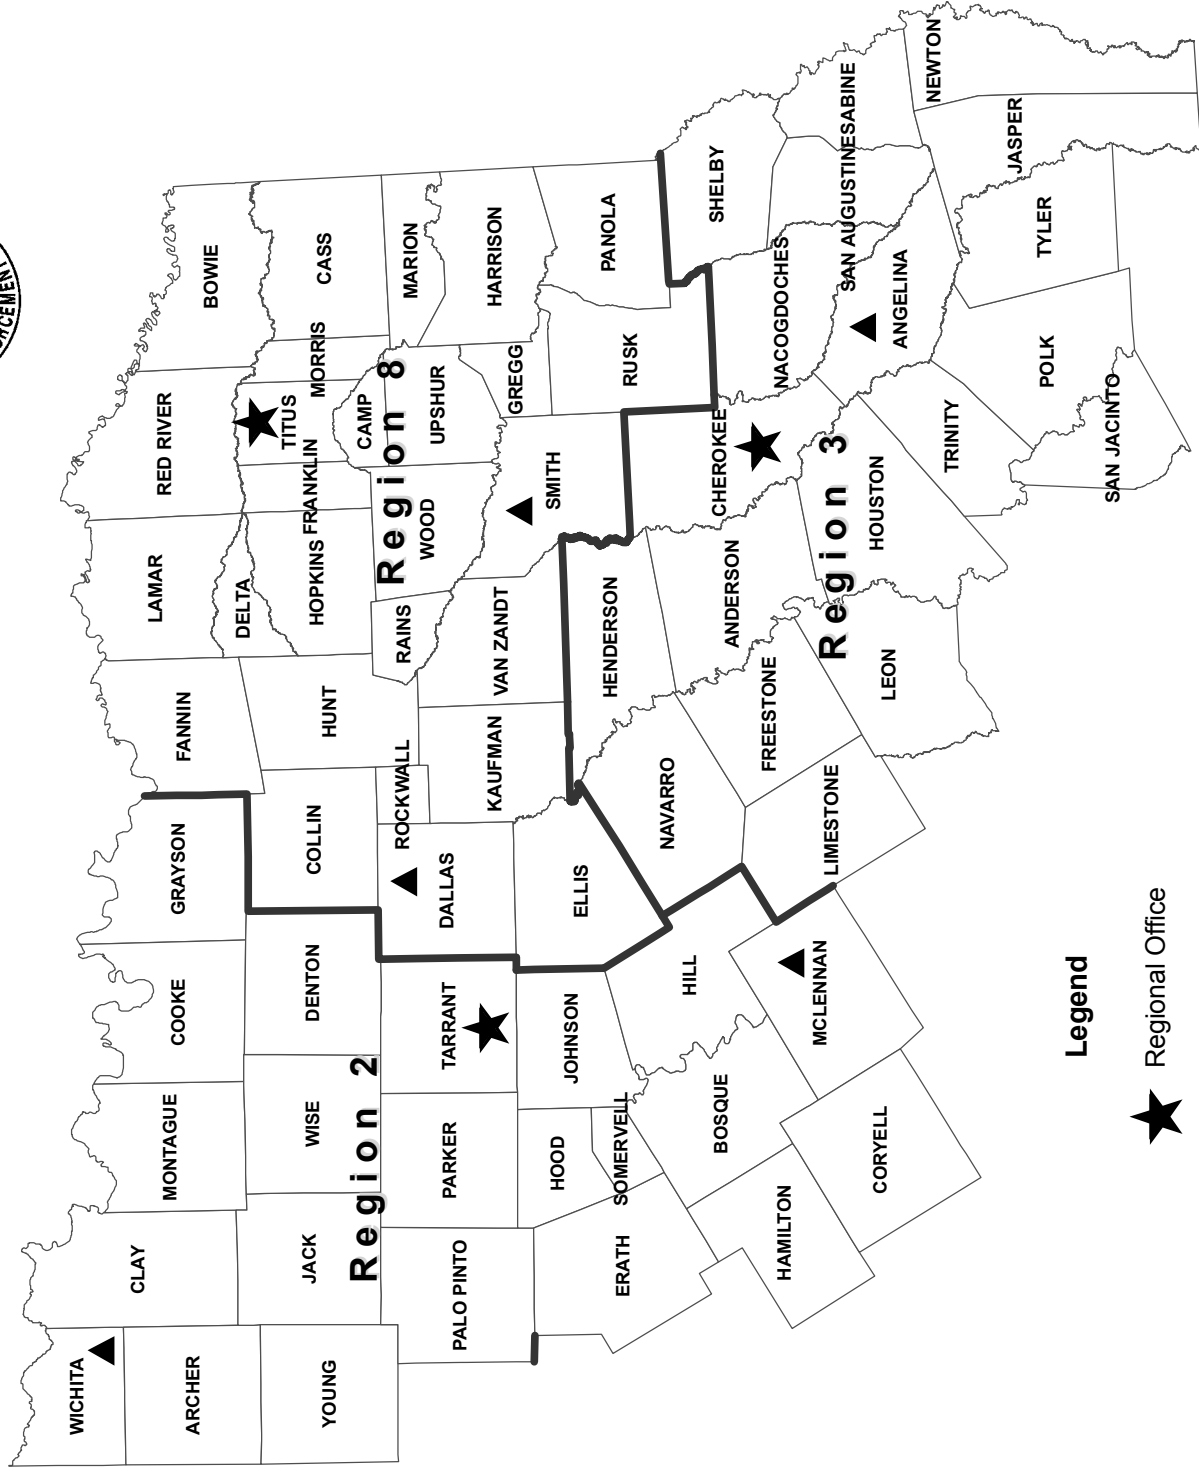 RCEMENT
BOWIE
RED RIVER
LAMAR
FANNIN
GRAYSON
COOKE
MONTAGUE
CLAY
WICHITA
CASS
MORRIS
TITUS
FRANKLIN
DELTA
HOPKINS
HUNT
COLLIN
DENTON
WISE
JACK
ARCHER
YOUNG
MARION
CAMP
Region 8
UPSHUR
WOOD
RAINS
ROCKWALL
DALLAS
TARRANT
Region 2
PARKER
PALO PINTO
HARRISON
GREGG
SMITH
VAN ZANDT
KAUFMAN
ELLIS
JOHNSON
HOOD
SOMERVELL
ERATH
PANOLA
RUSK
HENDERSON
NAVARRO
HILL
BOSQUE
HAMILTON
SHELBY
NACOGDOCHES
CHEROKEE
ANDERSON
FREESTONE
LIMESTONE
MCLENNAN
CORYELL
SABINE
SAN AUGUSTINE
ANGELINA
Region 3
HOUSTON
LEON
NEWTON
JASPER
TYLER
POLK
TRINITY
SAN JACINTO
Legend
Regional Office